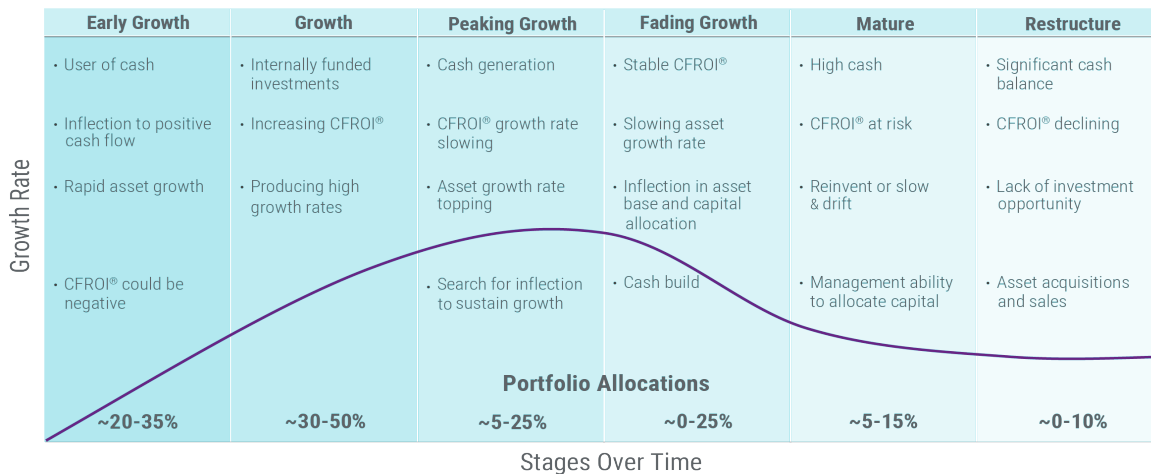 Early Growth
Growth
Peaking Growth
Fading Growth
Mature
Restructure
• User of cash
• Inflection to positive
cash flow
• Rapid asset growth
• CFROI® could be
negative
• Internally funded
investments
• Increasing CFROI®
• Producing high
growth rates
• Cash generation
• CFROI® growth rate
slowing
• Asset growth rate
topping
• Search for inflection
to sustain growth
• Stable CFROI®
• Slowing asset
growth rate
• Inflection in asset
base and capital
allocation
• Cash build
• High cash
• CFROI® at risk
• Reinvent or slow
& drift
• Management ability
to allocate capital
• Significant cash
balance
• CFROI® declining
• Lack of investment
opportunity
• Asset acquisitions
and sales
Growth Rate
Portfolio Allocations
~20-35%
~30-50%
~5-25%
~0-25%
~5-15%
~0-10%
Stages Over Time